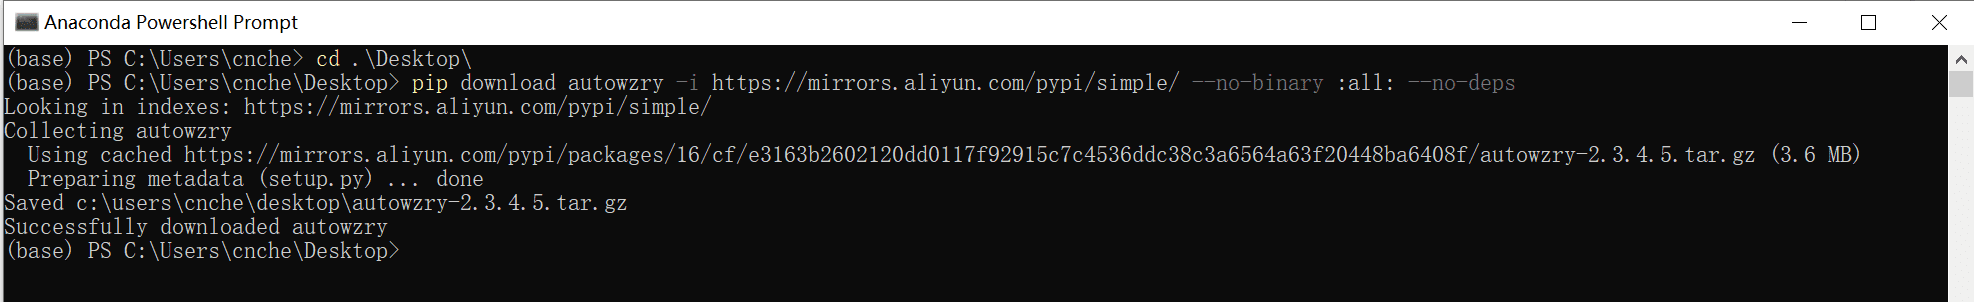 Anaconda Powershell Prompt
(base) PS C:\Users\cnche> cd .\Desktop\
(base) PS C:\Users\cnche\Desktop> pip download autowzry -i https://mirrors.aliyun.com/pypi/simple/ --no-binary :all: --no-deps
Looking in indexes: https://mirrors.aliyun.com/pypi/simple/
Collecting autowzry
  Using cached https://mirrors.aliyun.com/pypi/packages/16/cf/e3163b2602120dd0117f92915c7c4536ddc38c3a6564a63f20448ba6408f/autowzry-2.3.4.5.tar.gz (3.6 MB)
  Preparing metadata (setup.py) ... done
Saved c:\users\cnche\desktop\autowzry-2.3.4.5.tar.gz
Successfully downloaded autowzry
(base) PS C:\Users\cnche\Desktop>